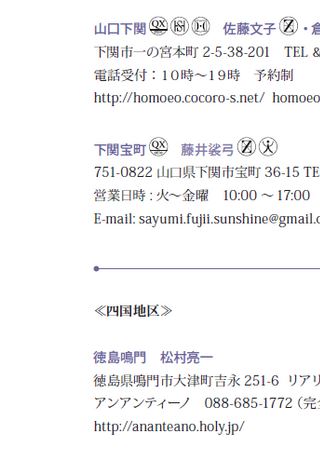 山口下関 QX H H 佐藤文子 Z ・倉
下関市一の宮本町 2-5-38-201 TEL &
電話受付：10時～19時 予約制
http://homoeo.cocoro-s.net/ homoeo
下関宝町 QX 藤井裟弓 Z
751-0822 山口県下関市宝町 36-15 TE
営業日時 : 火～金曜 10:00 ～ 17:00
E-mail: sayumi.fujii.sunshine@gmail.c
≪四国地区≫
徳島鳴門 松村亮一
徳島県鳴門市大津町吉永 251-6 リアリ
アンアンティーノ 088-685-1772（完全
http://ananteano.holy.jp/